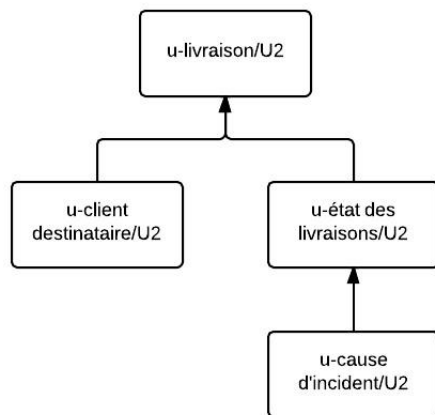 u-livraison/U2
u-client
destinataire/U2
u-état des
livraisons/U2
u-cause
d'incident/U2